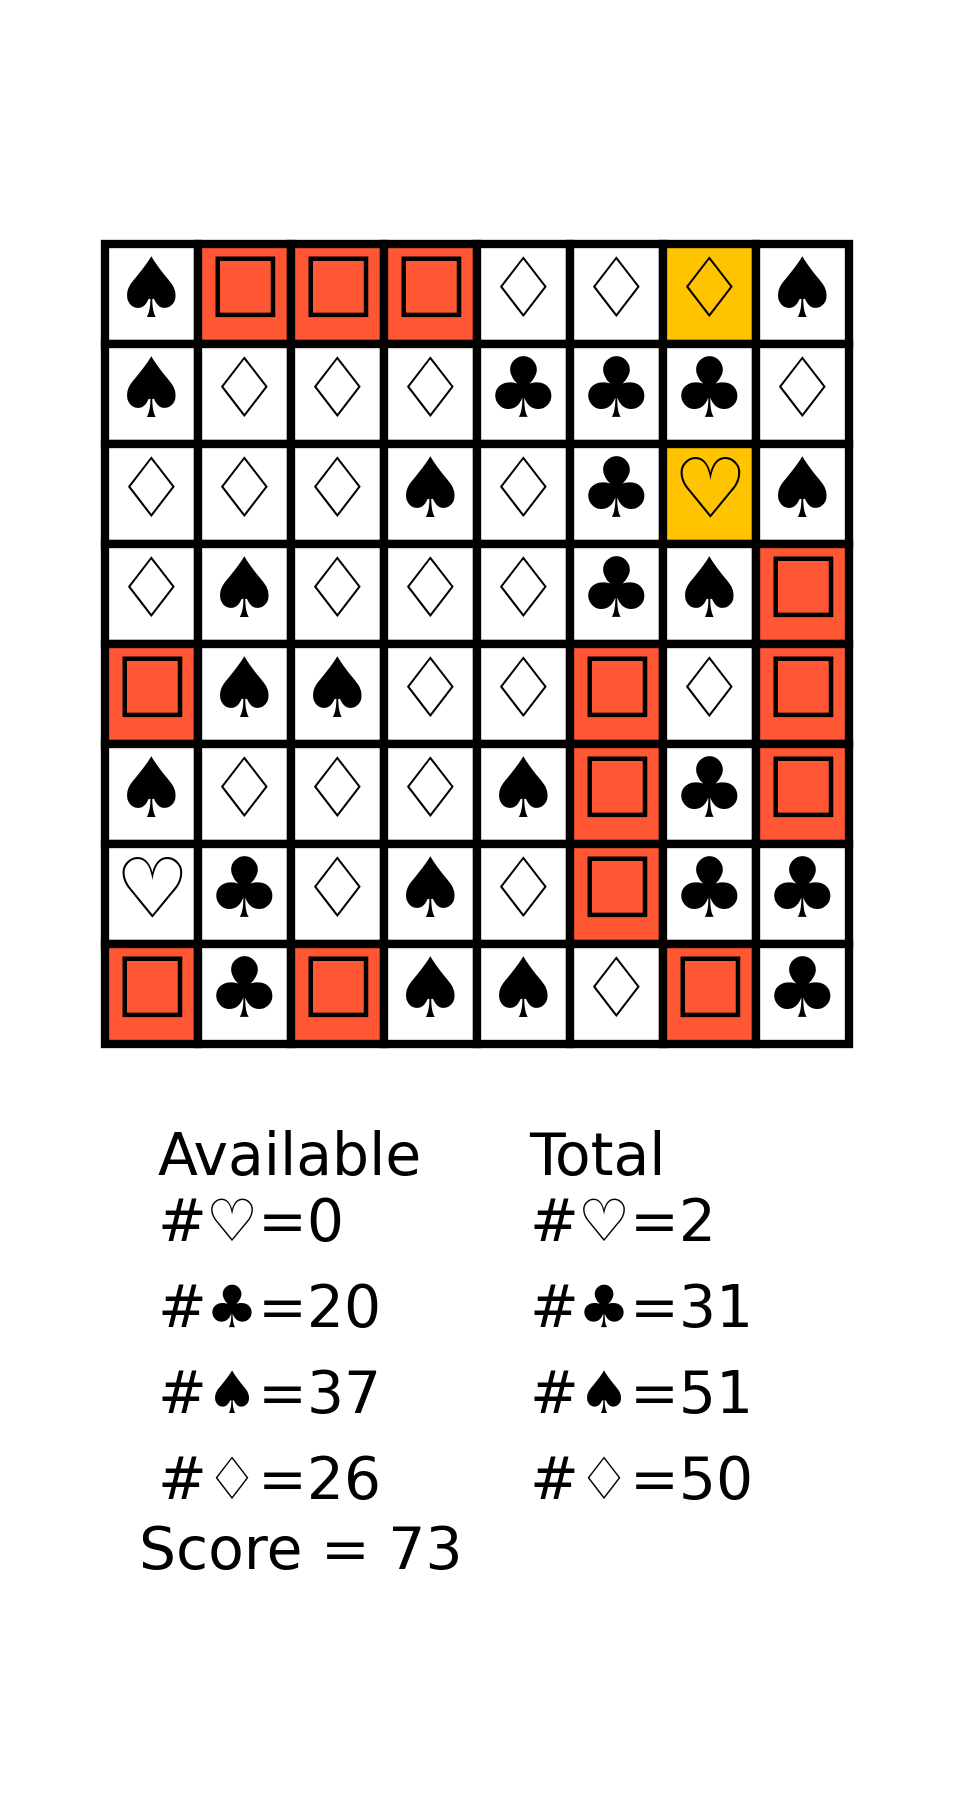 ♠ □ □ □ ♢ ♢ ♢ ♠
♠ ♢ ♢ ♢ ♣ ♣ ♣ ♢
♢ ♢ ♢ ♠ ♢ ♣ ♡ ♠
♢ ♠ ♢ ♢ ♢ ♣ ♠ □
□ ♠ ♠ ♢ ♢ □ ♢ □
♠ ♢ ♢ ♢ ♠ □ ♣ □
♡ ♣ ♢ ♠ ♢ □ ♣ ♣
□ ♣ □ ♠ ♠ ♢ □ ♣
Available Total
#♡=0 #♡=2
#♣=20 #♣=31
#♠=37 #♠=51
#♢=26 #♢=50
Score = 73